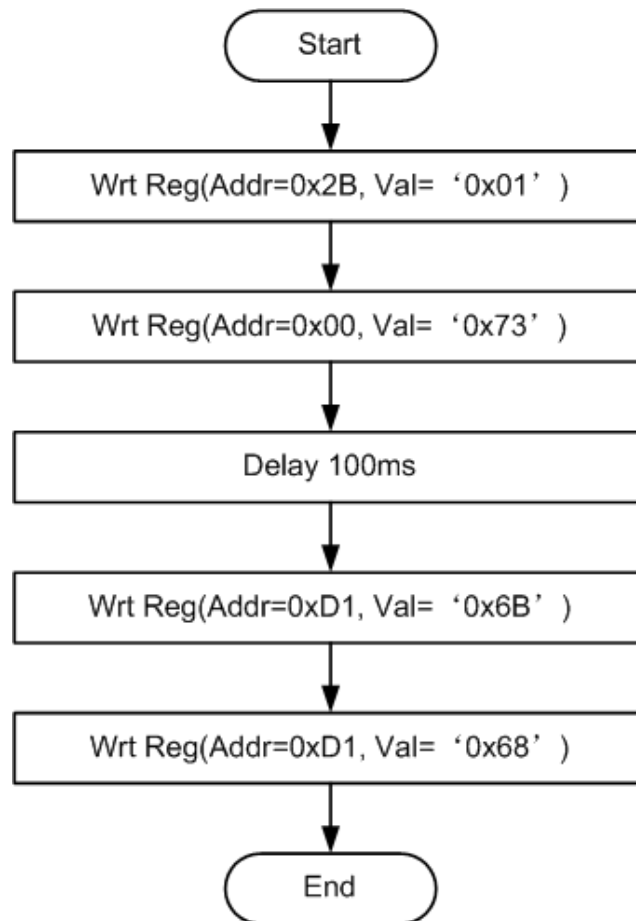 Start
Wrt Reg(Addr=0x2B, Val= ‘0x01’ )
Wrt Reg(Addr=0x00, Val= ‘0x73’ )
Delay 100ms
Wrt Reg(Addr=0xD1, Val= ‘0x6B’ )
Wrt Reg(Addr=0xD1, Val= ‘0x68’ )
End